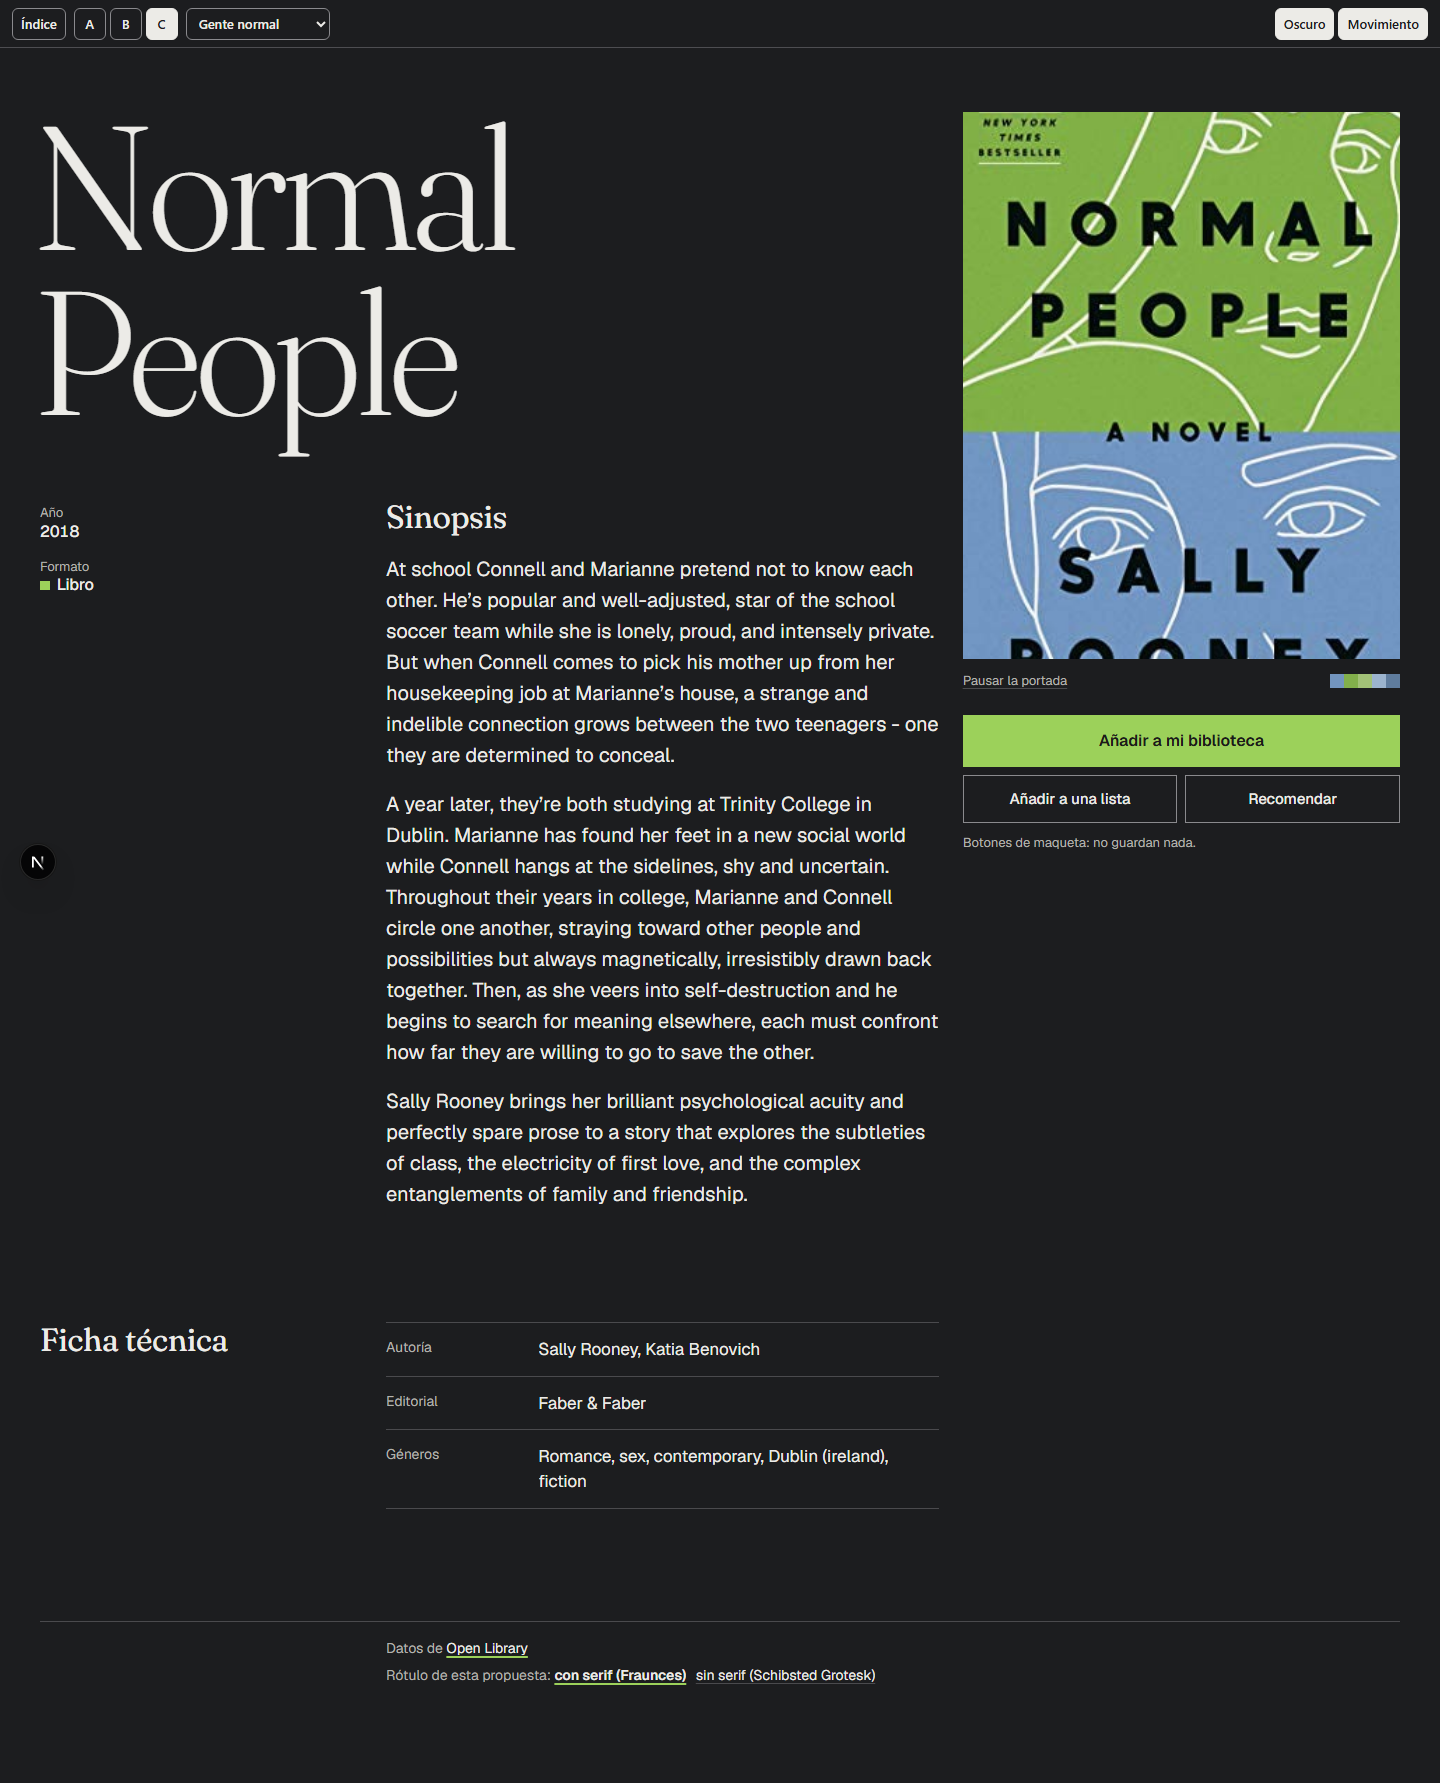 Índice A B C Gente normal Oscuro Movimiento
Normal
People
NEW YORK
TIMES
BESTSELLER
NORMAL
PEOPLE
A NOVEL
SALLY
ROONEY
Pausar la portada
Añadir a mi biblioteca
Añadir a una lista Recomendar
Botones de maqueta: no guardan nada.
Año
2018
Formato
Libro
Sinopsis
At school Connell and Marianne pretend not to know each
other. He’s popular and well-adjusted, star of the school
soccer team while she is lonely, proud, and intensely private.
But when Connell comes to pick his mother up from her
housekeeping job at Marianne’s house, a strange and
indelible connection grows between the two teenagers - one
they are determined to conceal.
A year later, they’re both studying at Trinity College in
Dublin. Marianne has found her feet in a new social world
while Connell hangs at the sidelines, shy and uncertain.
Throughout their years in college, Marianne and Connell
circle one another, straying toward other people and
possibilities but always magnetically, irresistibly drawn back
together. Then, as she veers into self-destruction and he
begins to search for meaning elsewhere, each must confront
how far they are willing to go to save the other.
Sally Rooney brings her brilliant psychological acuity and
perfectly spare prose to a story that explores the subtleties
of class, the electricity of first love, and the complex
entanglements of family and friendship.
N
Ficha técnica
Autoría Sally Rooney, Katia Benovich
Editorial Faber & Faber
Géneros Romance, sex, contemporary, Dublin (ireland),
fiction
Datos de Open Library
Rótulo de esta propuesta: con serif (Fraunces) sin serif (Schibsted Grotesk)